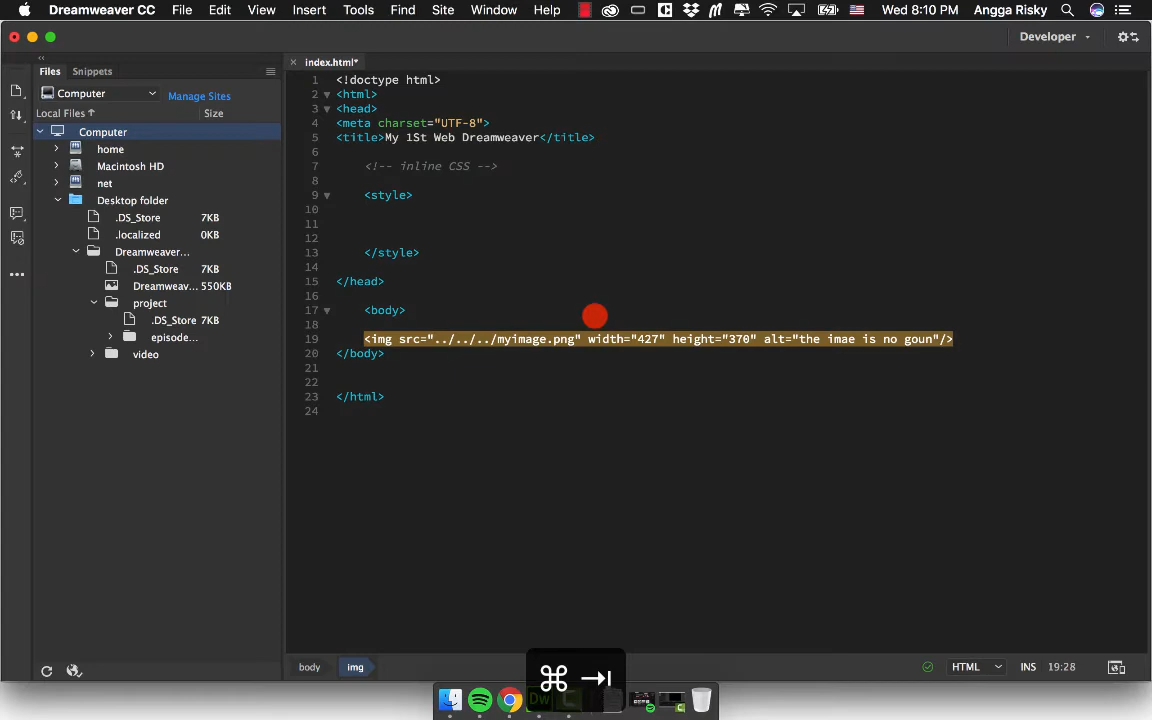 Dreamweaver CC File Edit View Insert Tools Find Site Window Help Wed 8:10 PM Angga Risky
Developer
Files Snippets
index.html*
Computer Manage Sites
Local Files Size
Computer
home
Macintosh HD
net
Desktop folder
.DS_Store 7KB
.localized 0KB
Dreamweaver...
.DS_Store 7KB
Dreamweav... 550KB
project
.DS_Store 7KB
episode...
video
1 <!doctype html>
2 <html>
3 <head>
4 <meta charset="UTF-8">
5 <title>My 1St Web Dreamweaver</title>
6
7 <!-- inline CSS -->
8
9 <style>
10
11
12
13 </style>
14
15 </head>
16
17 <body>
18
19 <img src="../../../myimage.png" width="427" height="370" alt="the imae is no goun"/>
20 </body>
21
22
23 </html>
24
body img HTML INS 19:28
Dw